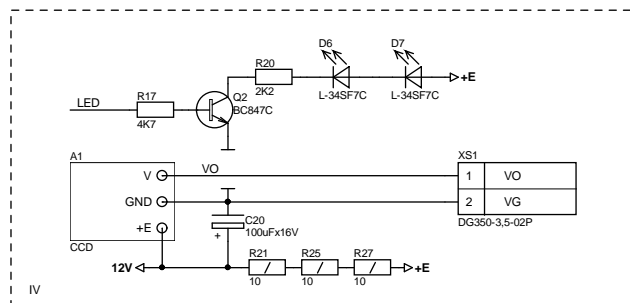 D6 D7
R20
+E
2K2
L-34SF7C L-34SF7C
R17 Q2
LED
BC847C
4K7
A1 XS1
V VO 1 VO
GND 2 VG
C20 DG350-3,5-02P
+E 100uFx16V
+
CCD R21 R25 R27
12V +E
10 10 10
IV